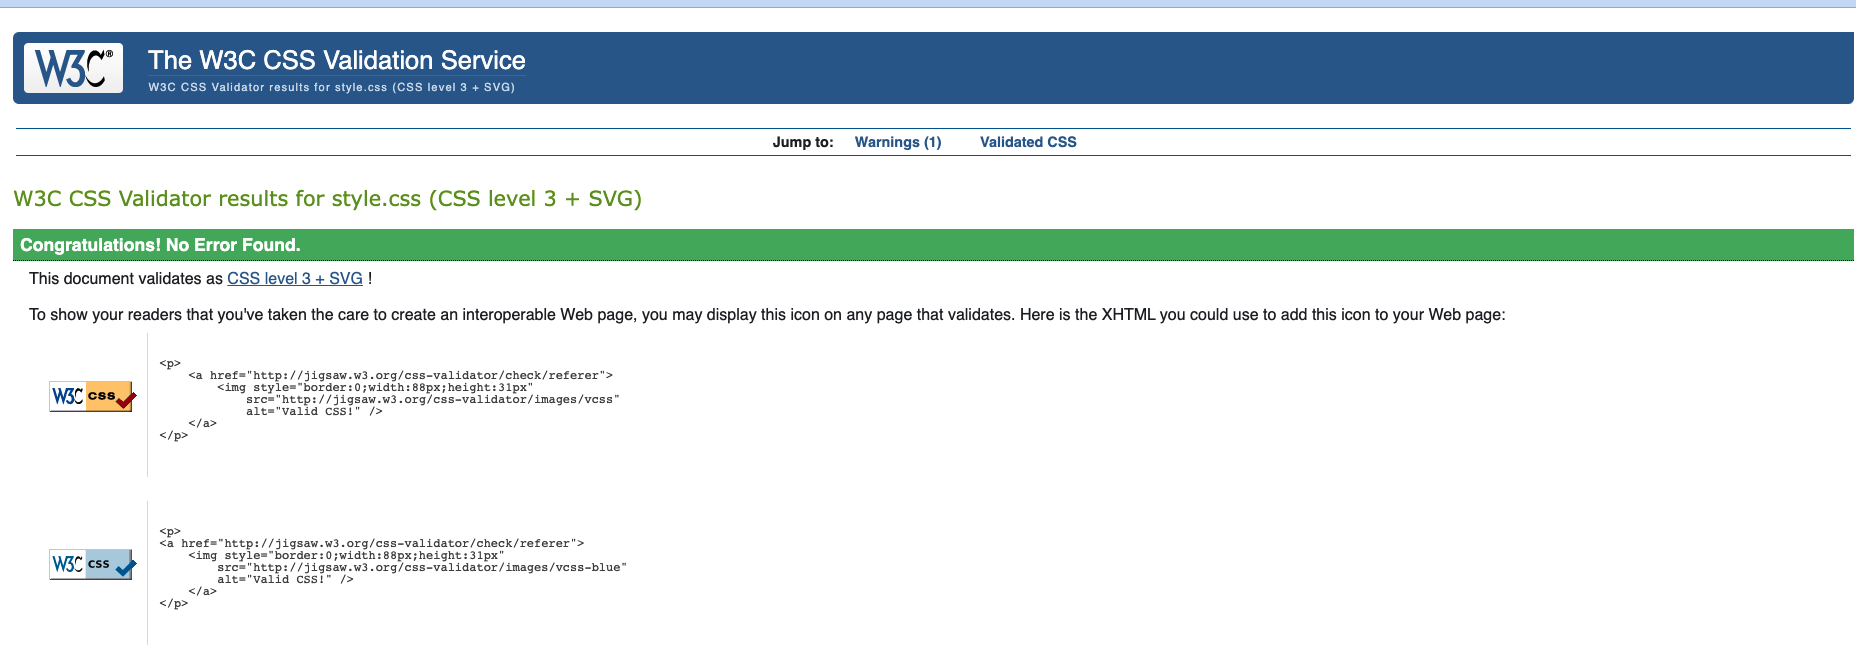 W3C®
The W3C CSS Validation Service
W3C CSS Validator results for style.css (CSS level 3 + SVG)
Jump to: Warnings (1) Validated CSS
W3C CSS Validator results for style.css (CSS level 3 + SVG)
Congratulations! No Error Found.
This document validates as CSS level 3 + SVG !
To show your readers that you've taken the care to create an interoperable Web page, you may display this icon on any page that validates. Here is the XHTML you could use to add this icon to your Web page:
W3C css
<p>
    <a href="http://jigsaw.w3.org/css-validator/check/referer">
        <img style="border:0;width:88px;height:31px"
            src="http://jigsaw.w3.org/css-validator/images/vcss"
            alt="Valid CSS!" />
    </a>
</p>
W3C css
<p>
<a href="http://jigsaw.w3.org/css-validator/check/referer">
    <img style="border:0;width:88px;height:31px"
        src="http://jigsaw.w3.org/css-validator/images/vcss-blue"
        alt="Valid CSS!" />
    </a>
</p>